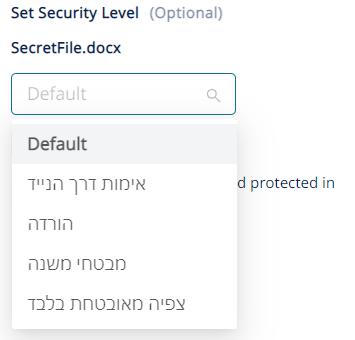 Set Security Level (Optional)
SecretFile.docx
Default
Default
אימות דרך הנייד
d protected in
הורדה
מבטחי משנה
צפיה מאובטחת בלבד